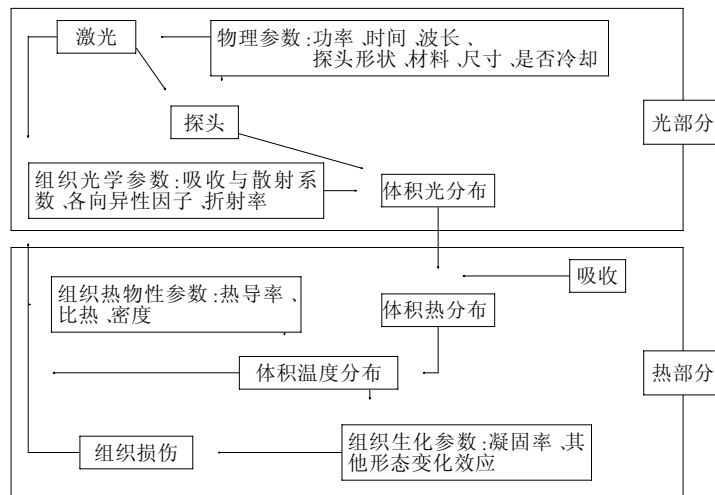 激光
物理参数:功率、时间、波长、
探头形状、材料、尺寸、是否冷却
探头
光部分
组织光学参数:吸收与散射系
数、各向异性因子、折射率
体积光分布
吸收
组织热物性参数:热导率、
比热、密度
体积热分布
体积温度分布
热部分
组织损伤
组织生化参数:凝固率、其
他形态变化效应